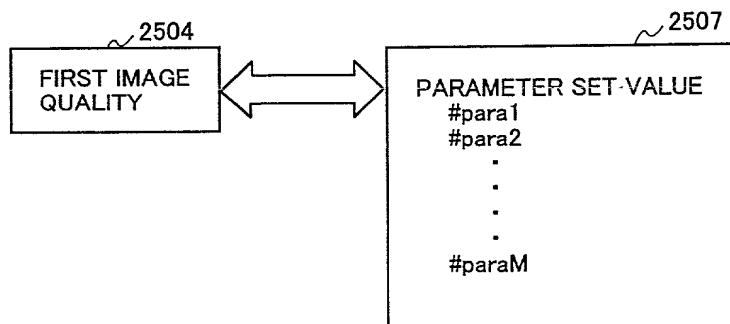 2504
FIRST IMAGE
QUALITY
2507
PARAMETER SET-VALUE
#para1
#para2
.
.
.
.
#paraM